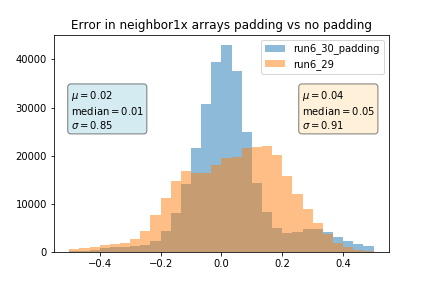 Error in neighbor1x arrays padding vs no padding
40000
30000
20000
10000
0
run6_30_padding
run6_29
μ = 0.02
median = 0.01
σ = 0.85
μ = 0.04
median = 0.05
σ = 0.91
−0.4 −0.2 0.0 0.2 0.4